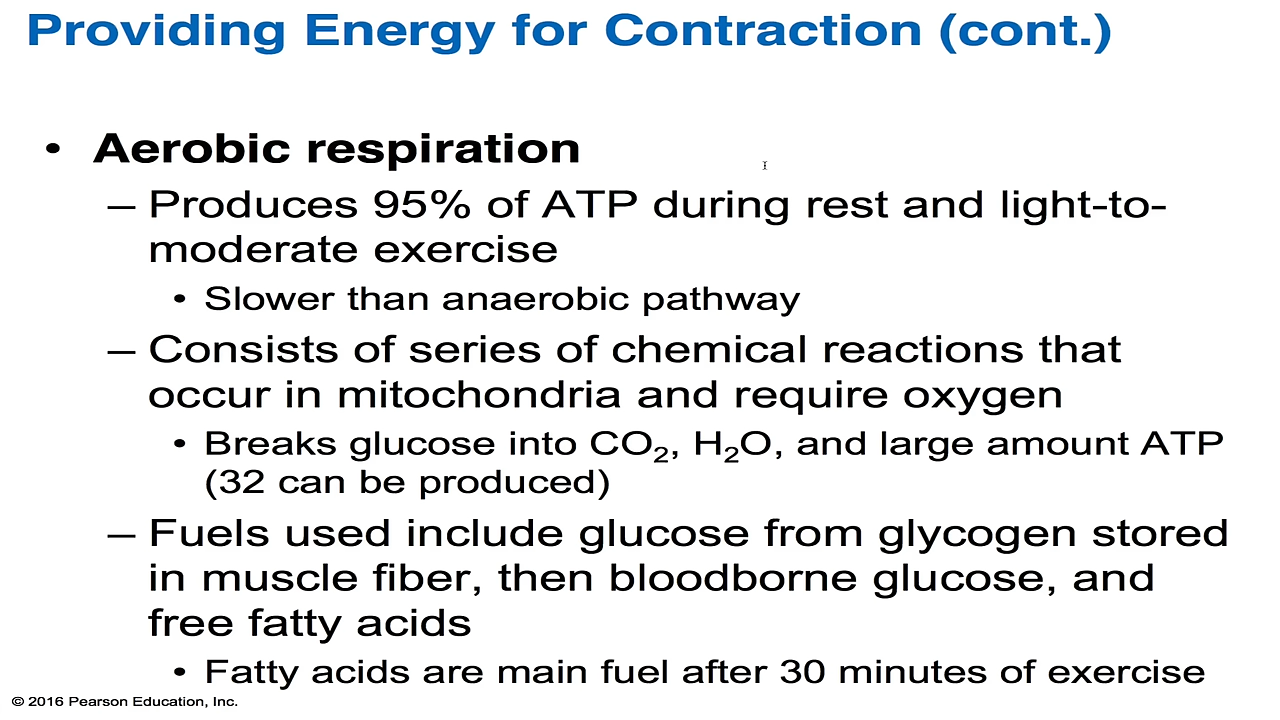 Providing Energy for Contraction (cont.)
• Aerobic respiration
– Produces 95% of ATP during rest and light-to-
moderate exercise
• Slower than anaerobic pathway
– Consists of series of chemical reactions that
occur in mitochondria and require oxygen
• Breaks glucose into CO₂, H₂O, and large amount ATP
(32 can be produced)
– Fuels used include glucose from glycogen stored
in muscle fiber, then bloodborne glucose, and
free fatty acids
• Fatty acids are main fuel after 30 minutes of exercise
© 2016 Pearson Education, Inc.